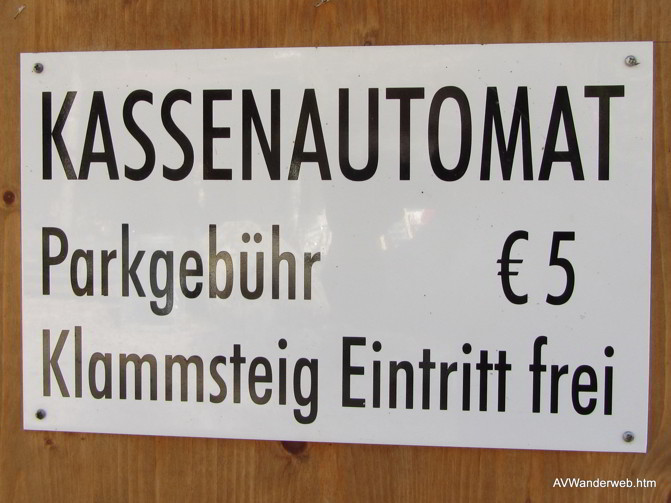 KASSENAUTOMAT
Parkgebühr € 5
Klammsteig Eintritt frei
AVWanderweb.htm